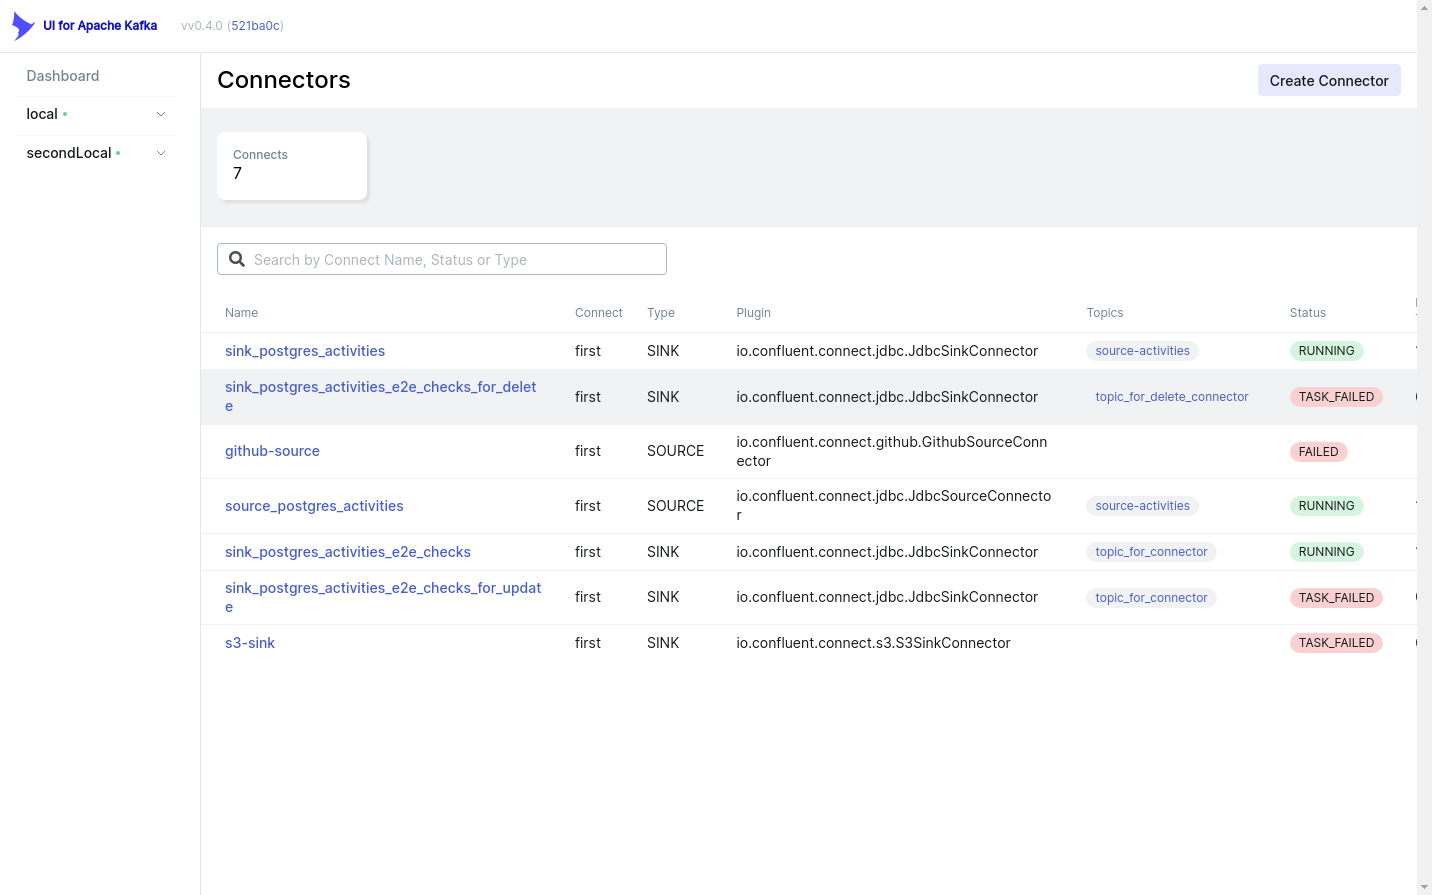 UI for Apache Kafka vv0.4.0 (521ba0c)
Dashboard
local
secondLocal
Connectors
Create Connector
Connects
7
Search by Connect Name, Status or Type
Name Connect Type Plugin Topics Status
sink_postgres_activities first SINK io.confluent.connect.jdbc.JdbcSinkConnector source-activities RUNNING
sink_postgres_activities_e2e_checks_for_delet
e
first SINK io.confluent.connect.jdbc.JdbcSinkConnector topic_for_delete_connector TASK_FAILED
github-source first SOURCE
io.confluent.connect.github.GithubSourceConn
ector
FAILED
source_postgres_activities first SOURCE
io.confluent.connect.jdbc.JdbcSourceConnecto
r
source-activities RUNNING
sink_postgres_activities_e2e_checks first SINK io.confluent.connect.jdbc.JdbcSinkConnector topic_for_connector RUNNING
sink_postgres_activities_e2e_checks_for_updat
e
first SINK io.confluent.connect.jdbc.JdbcSinkConnector topic_for_connector TASK_FAILED
s3-sink first SINK io.confluent.connect.s3.S3SinkConnector TASK_FAILED